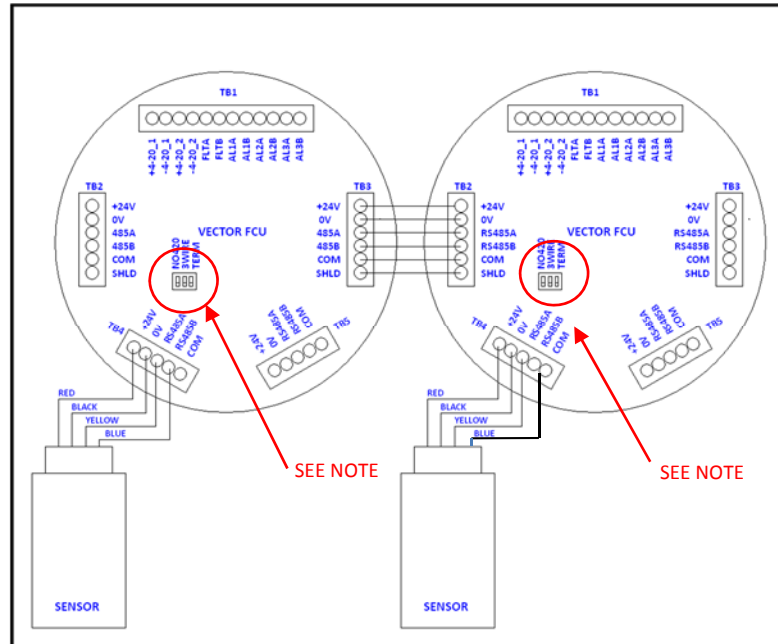 TB1
+4-20_1
-4-20_1
+4-20_2
-4-20_2
FLTA
FLTB
AL1A
AL1B
AL2A
AL2B
AL3A
AL3B
TB2
+24V
0V
485A
485B
COM
SHLD
TB3
+24V
0V
485A
485B
COM
SHLD
VECTOR FCU
NO420
3WIRE
TERM
TB4
+24V
0V
RS485A
RS485B
COM
TB5
+24V
0V
RS485A
RS485B
COM
RED
BLACK
YELLOW
BLUE
SENSOR
SEE NOTE
TB1
+4-20_1
-4-20_1
+4-20_2
-4-20_2
FLTA
FLTB
AL1A
AL1B
AL2A
AL2B
AL3A
AL3B
TB2
+24V
0V
RS485A
RS485B
COM
SHLD
TB3
+24V
0V
RS485A
RS485B
COM
SHLD
VECTOR FCU
NO420
3WIRE
TERM
TB4
+24V
0V
RS485A
RS485B
COM
TB5
+24V
0V
RS485A
RS485B
COM
RED
BLACK
YELLOW
BLUE
SENSOR
SEE NOTE